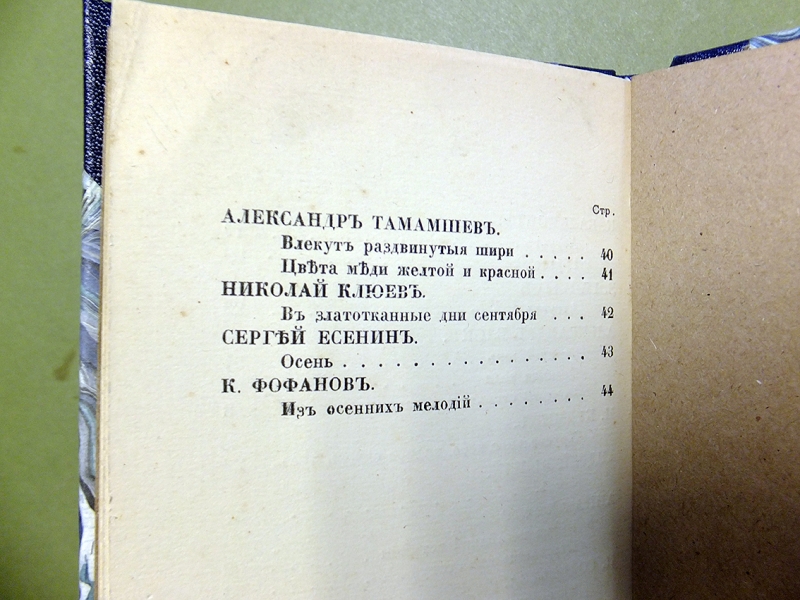 Стр.
АЛЕКСАНДРЪ ТАМАМШЕВЪ.
Влекутъ раздвинутыя шири . . . . . 40
Цвѣта мѣди желтой и красной . . . . 41
НИКОЛАЙ КЛЮЕВЪ.
Въ златотканные дни сентября . . . 42
СЕРГѢЙ ЕСЕНИНЪ.
Осень . . . . . . . . . . . . . . . . 43
К. ФОФАНОВЪ.
Изъ осеннихъ мелодій . . . . . . . 44